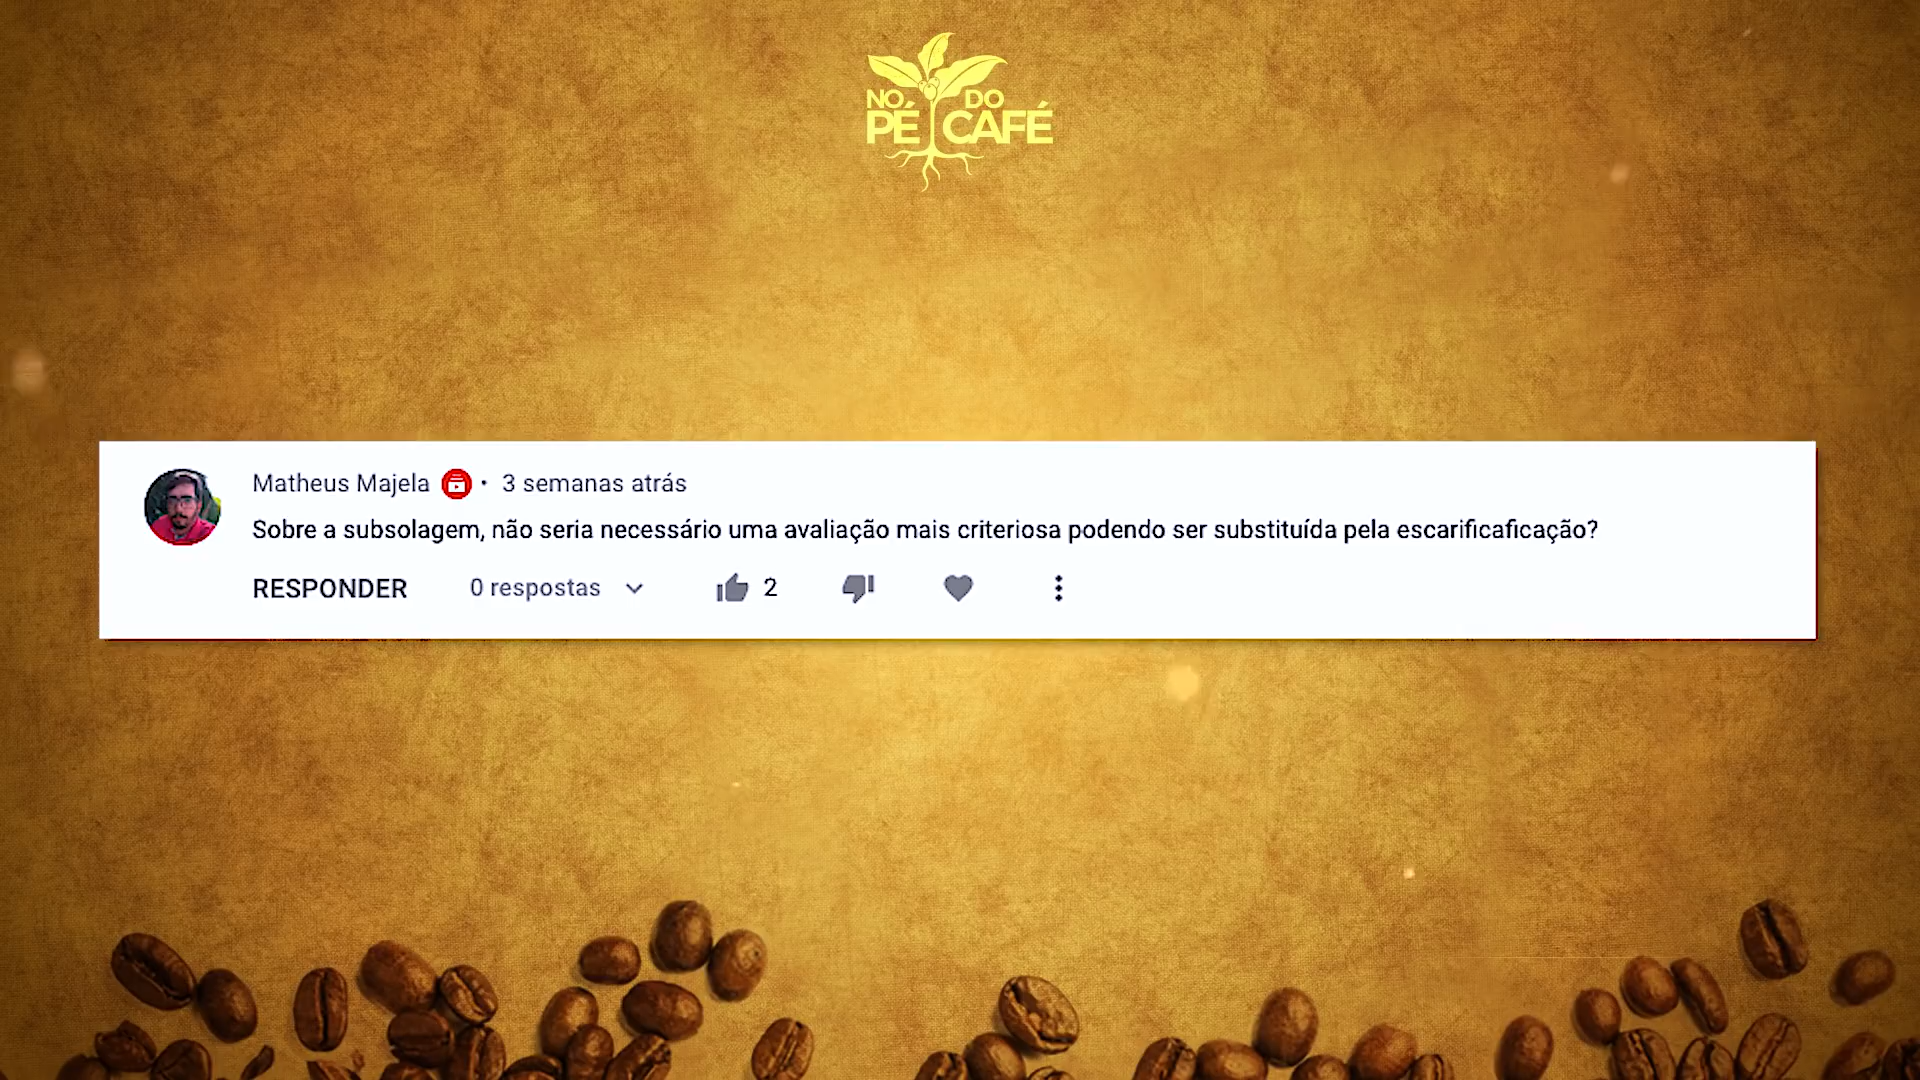 NO DO
PÉ CAFÉ
Matheus Majela • 3 semanas atrás
Sobre a subsolagem, não seria necessário uma avaliação mais criteriosa podendo ser substituída pela escarificaficação?
RESPONDER 0 respostas 2